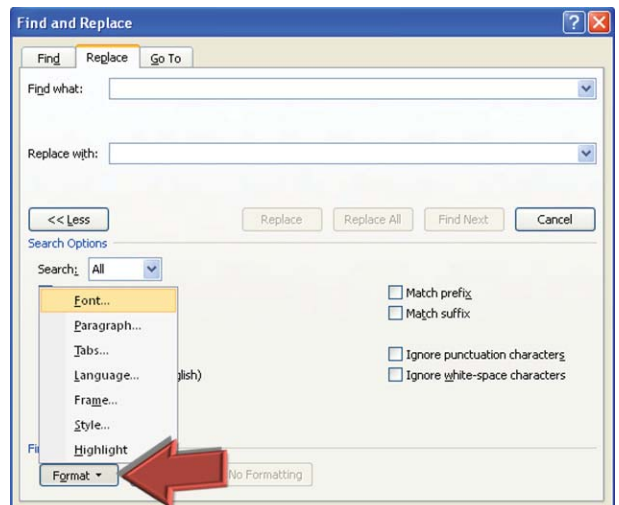 Find and Replace
Find Replace Go To
Find what:
Replace with:
<< Less Replace Replace All Find Next Cancel
Search Options
Search: All
Font... Match prefix
Paragraph... Match suffix
Tabs... Ignore punctuation characters
Language... glish) Ignore white-space characters
Frame...
Style...
Fi Highlight
Format No Formatting